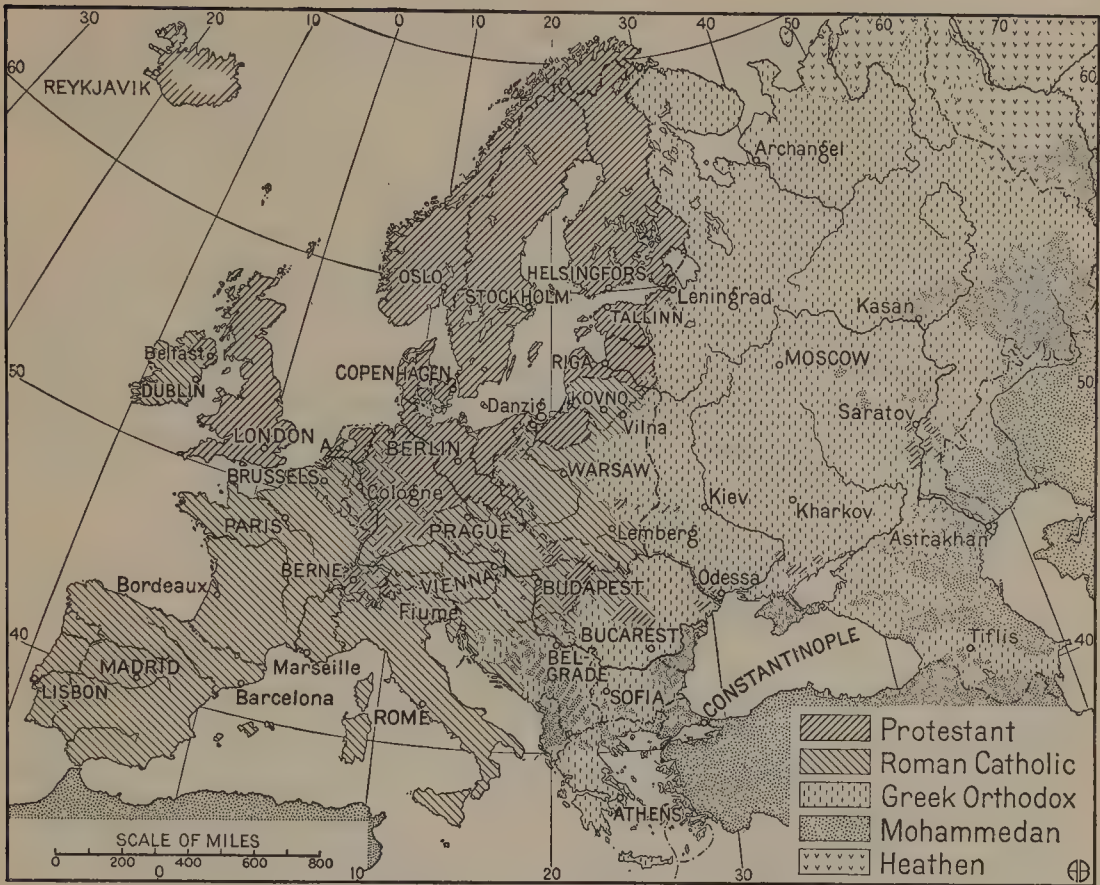 30
20
10
0
10
20
30
40
50
60
70
60
60
REYKJAVIK
Archangel
OSLO
HELSINGFORS
STOCKHOLM
Leningrad
TALLINN
Kasan
Belfast
MOSCOW
50
DUBLIN
COPENHAGEN
RIGA
50
KOVNO
Danzig
Vilna
Saratov
LONDON
A
BERLIN
BRUSSELS
WARSAW
Cologne
Kiev
Kharkov
PARIS
PRAGUE
Lemberg
Astrakhan
BERNE
VIENNA
Bordeaux
BUDAPEST
Odessa
Fiume
40
BUCAREST
Tiflis
40
MADRID
Marseille
BEL-
GRADE
CONSTANTINOPLE
LISBON
Barcelona
ROME
SOFIA
Protestant
Roman Catholic
Greek Orthodox
ATHENS
Mohammedan
SCALE OF MILES
0 200 400 600 800
Heathen
0
10
20
30
AB